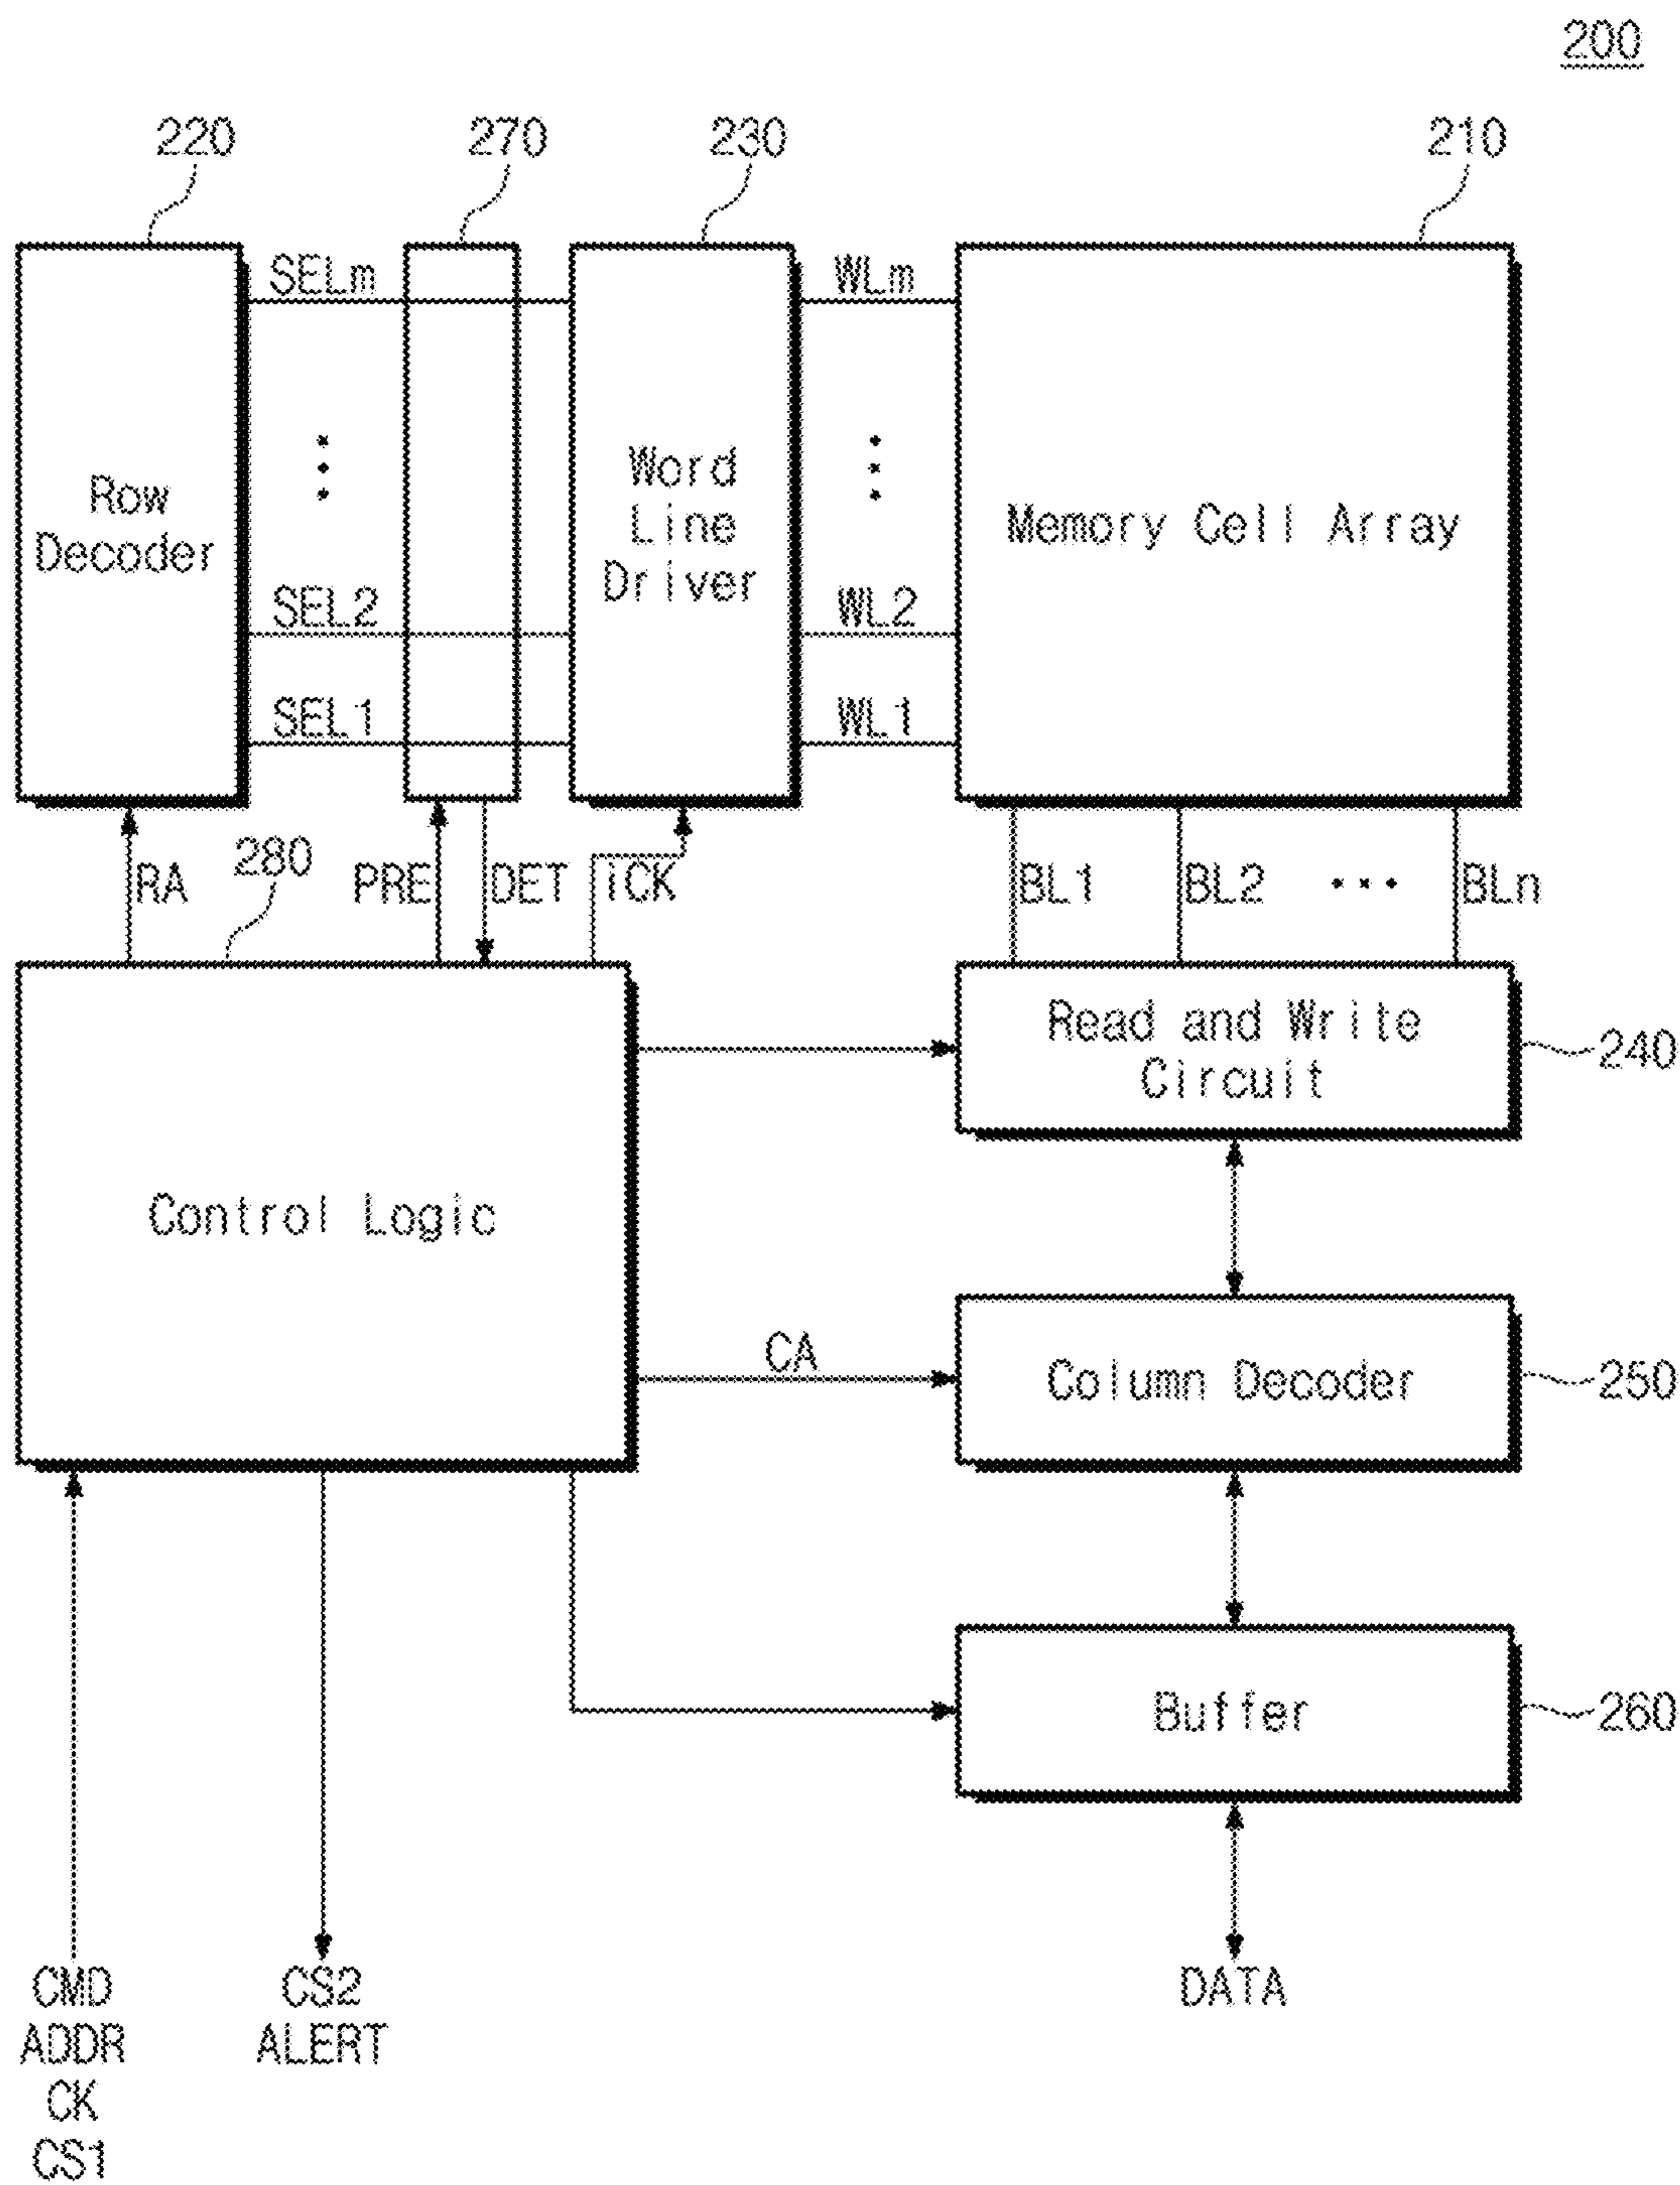 200
220
270
230
210
SELm
WLm
Row
Decoder
Word
Line
Driver
Memory Cell Array
SEL2
WL2
SEL1
WL1
280
RA
PRE
DET
iCK
BL1
BL2
BLn
Read and Write
Circuit
240
Control Logic
CA
Column Decoder
250
Buffer
260
CMD
ADDR
CK
CS1
CS2
ALERT
DATA